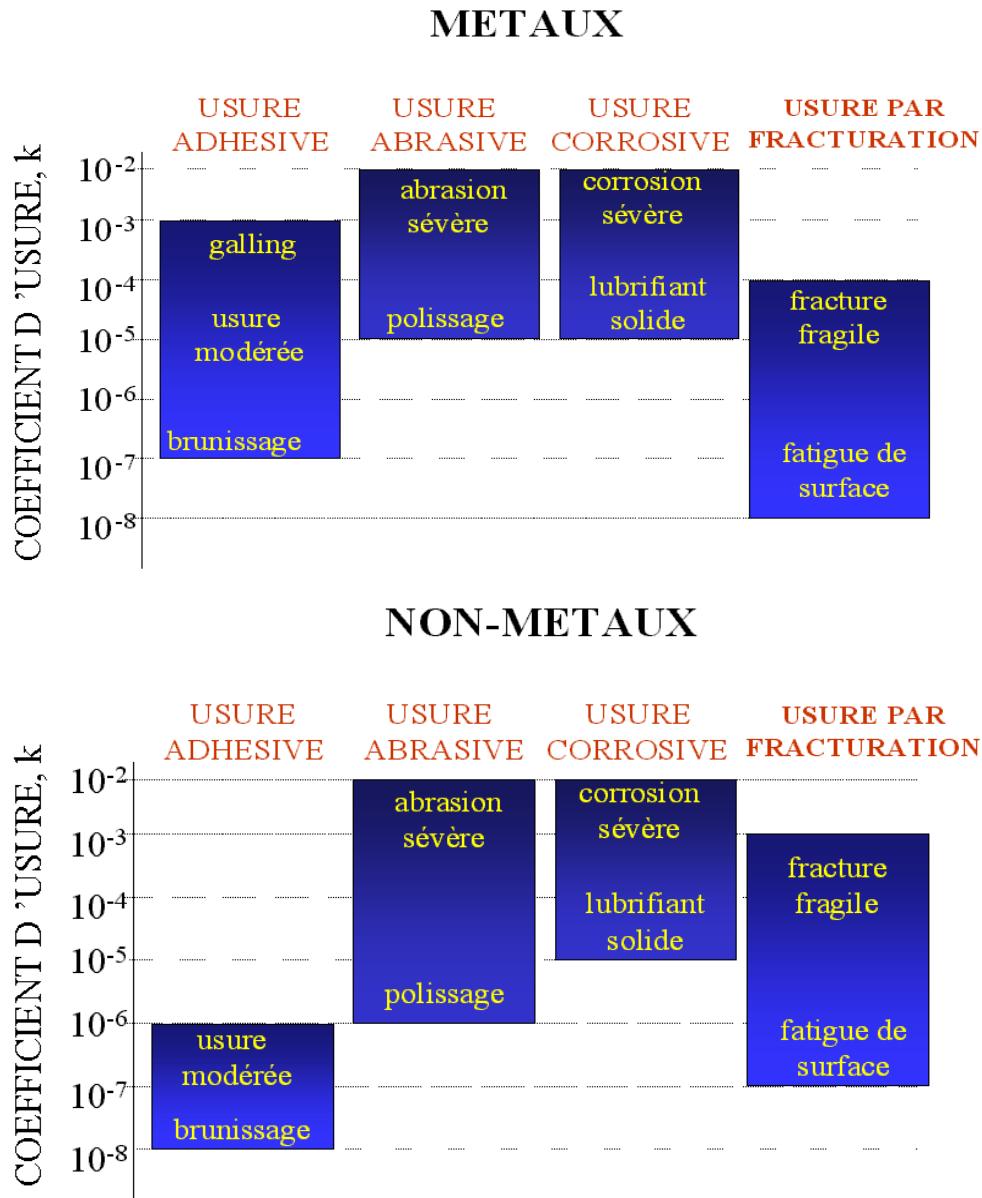 METAUX
USURE
ADHESIVE
USURE
ABRASIVE
USURE
CORROSIVE
USURE PAR
FRACTURATION
COEFFICIENT D ’USURE, k
10-2
10-3
10-4
10-5
10-6
10-7
10-8
galling
usure
modérée
brunissage
abrasion
sévère
polissage
corrosion
sévère
lubrifiant
solide
fracture
fragile
fatigue de
surface
NON-METAUX
USURE
ADHESIVE
USURE
ABRASIVE
USURE
CORROSIVE
USURE PAR
FRACTURATION
COEFFICIENT D ’USURE, k
10-2
10-3
10-4
10-5
10-6
10-7
10-8
usure
modérée
brunissage
abrasion
sévère
polissage
corrosion
sévère
lubrifiant
solide
fracture
fragile
fatigue de
surface